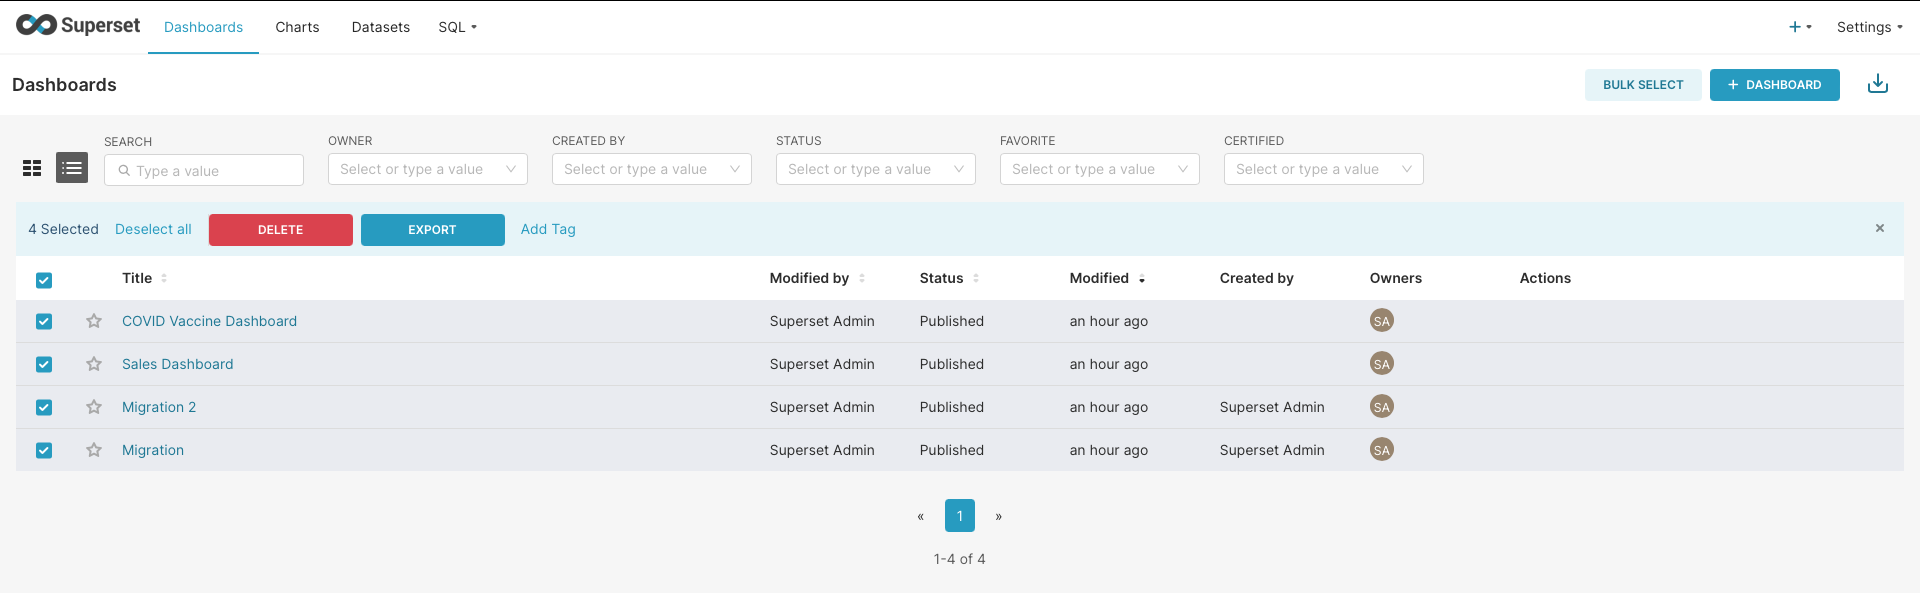 Superset Dashboards Charts Datasets SQL + Settings
Dashboards BULK SELECT + DASHBOARD
SEARCH OWNER CREATED BY STATUS FAVORITE CERTIFIED
Type a value Select or type a value Select or type a value Select or type a value Select or type a value Select or type a value
4 Selected Deselect all DELETE EXPORT Add Tag ×
Title Modified by Status Modified Created by Owners Actions
COVID Vaccine Dashboard Superset Admin Published an hour ago SA
Sales Dashboard Superset Admin Published an hour ago SA
Migration 2 Superset Admin Published an hour ago Superset Admin SA
Migration Superset Admin Published an hour ago Superset Admin SA
« 1 »
1-4 of 4